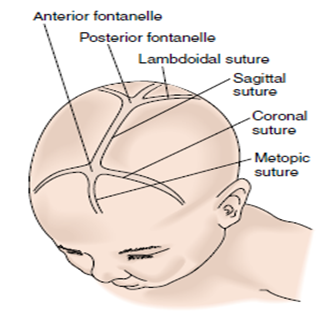 Anterior fontanelle
Posterior fontanelle
Lambdoidal suture
Sagittal
suture
Coronal
suture
Metopic
suture